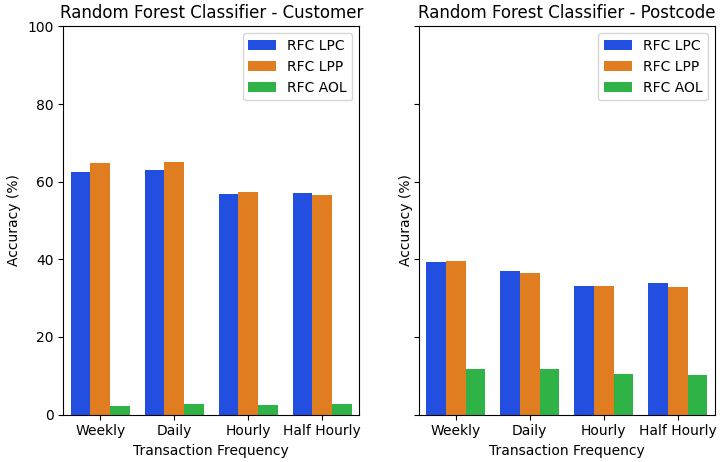 Random Forest Classifier - Customer
100
80
60
40
20
0
Accuracy (%)
RFC LPC
RFC LPP
RFC AOL
Weekly Daily Hourly Half Hourly
Transaction Frequency
Random Forest Classifier - Postcode
Accuracy (%)
RFC LPC
RFC LPP
RFC AOL
Weekly Daily Hourly Half Hourly
Transaction Frequency